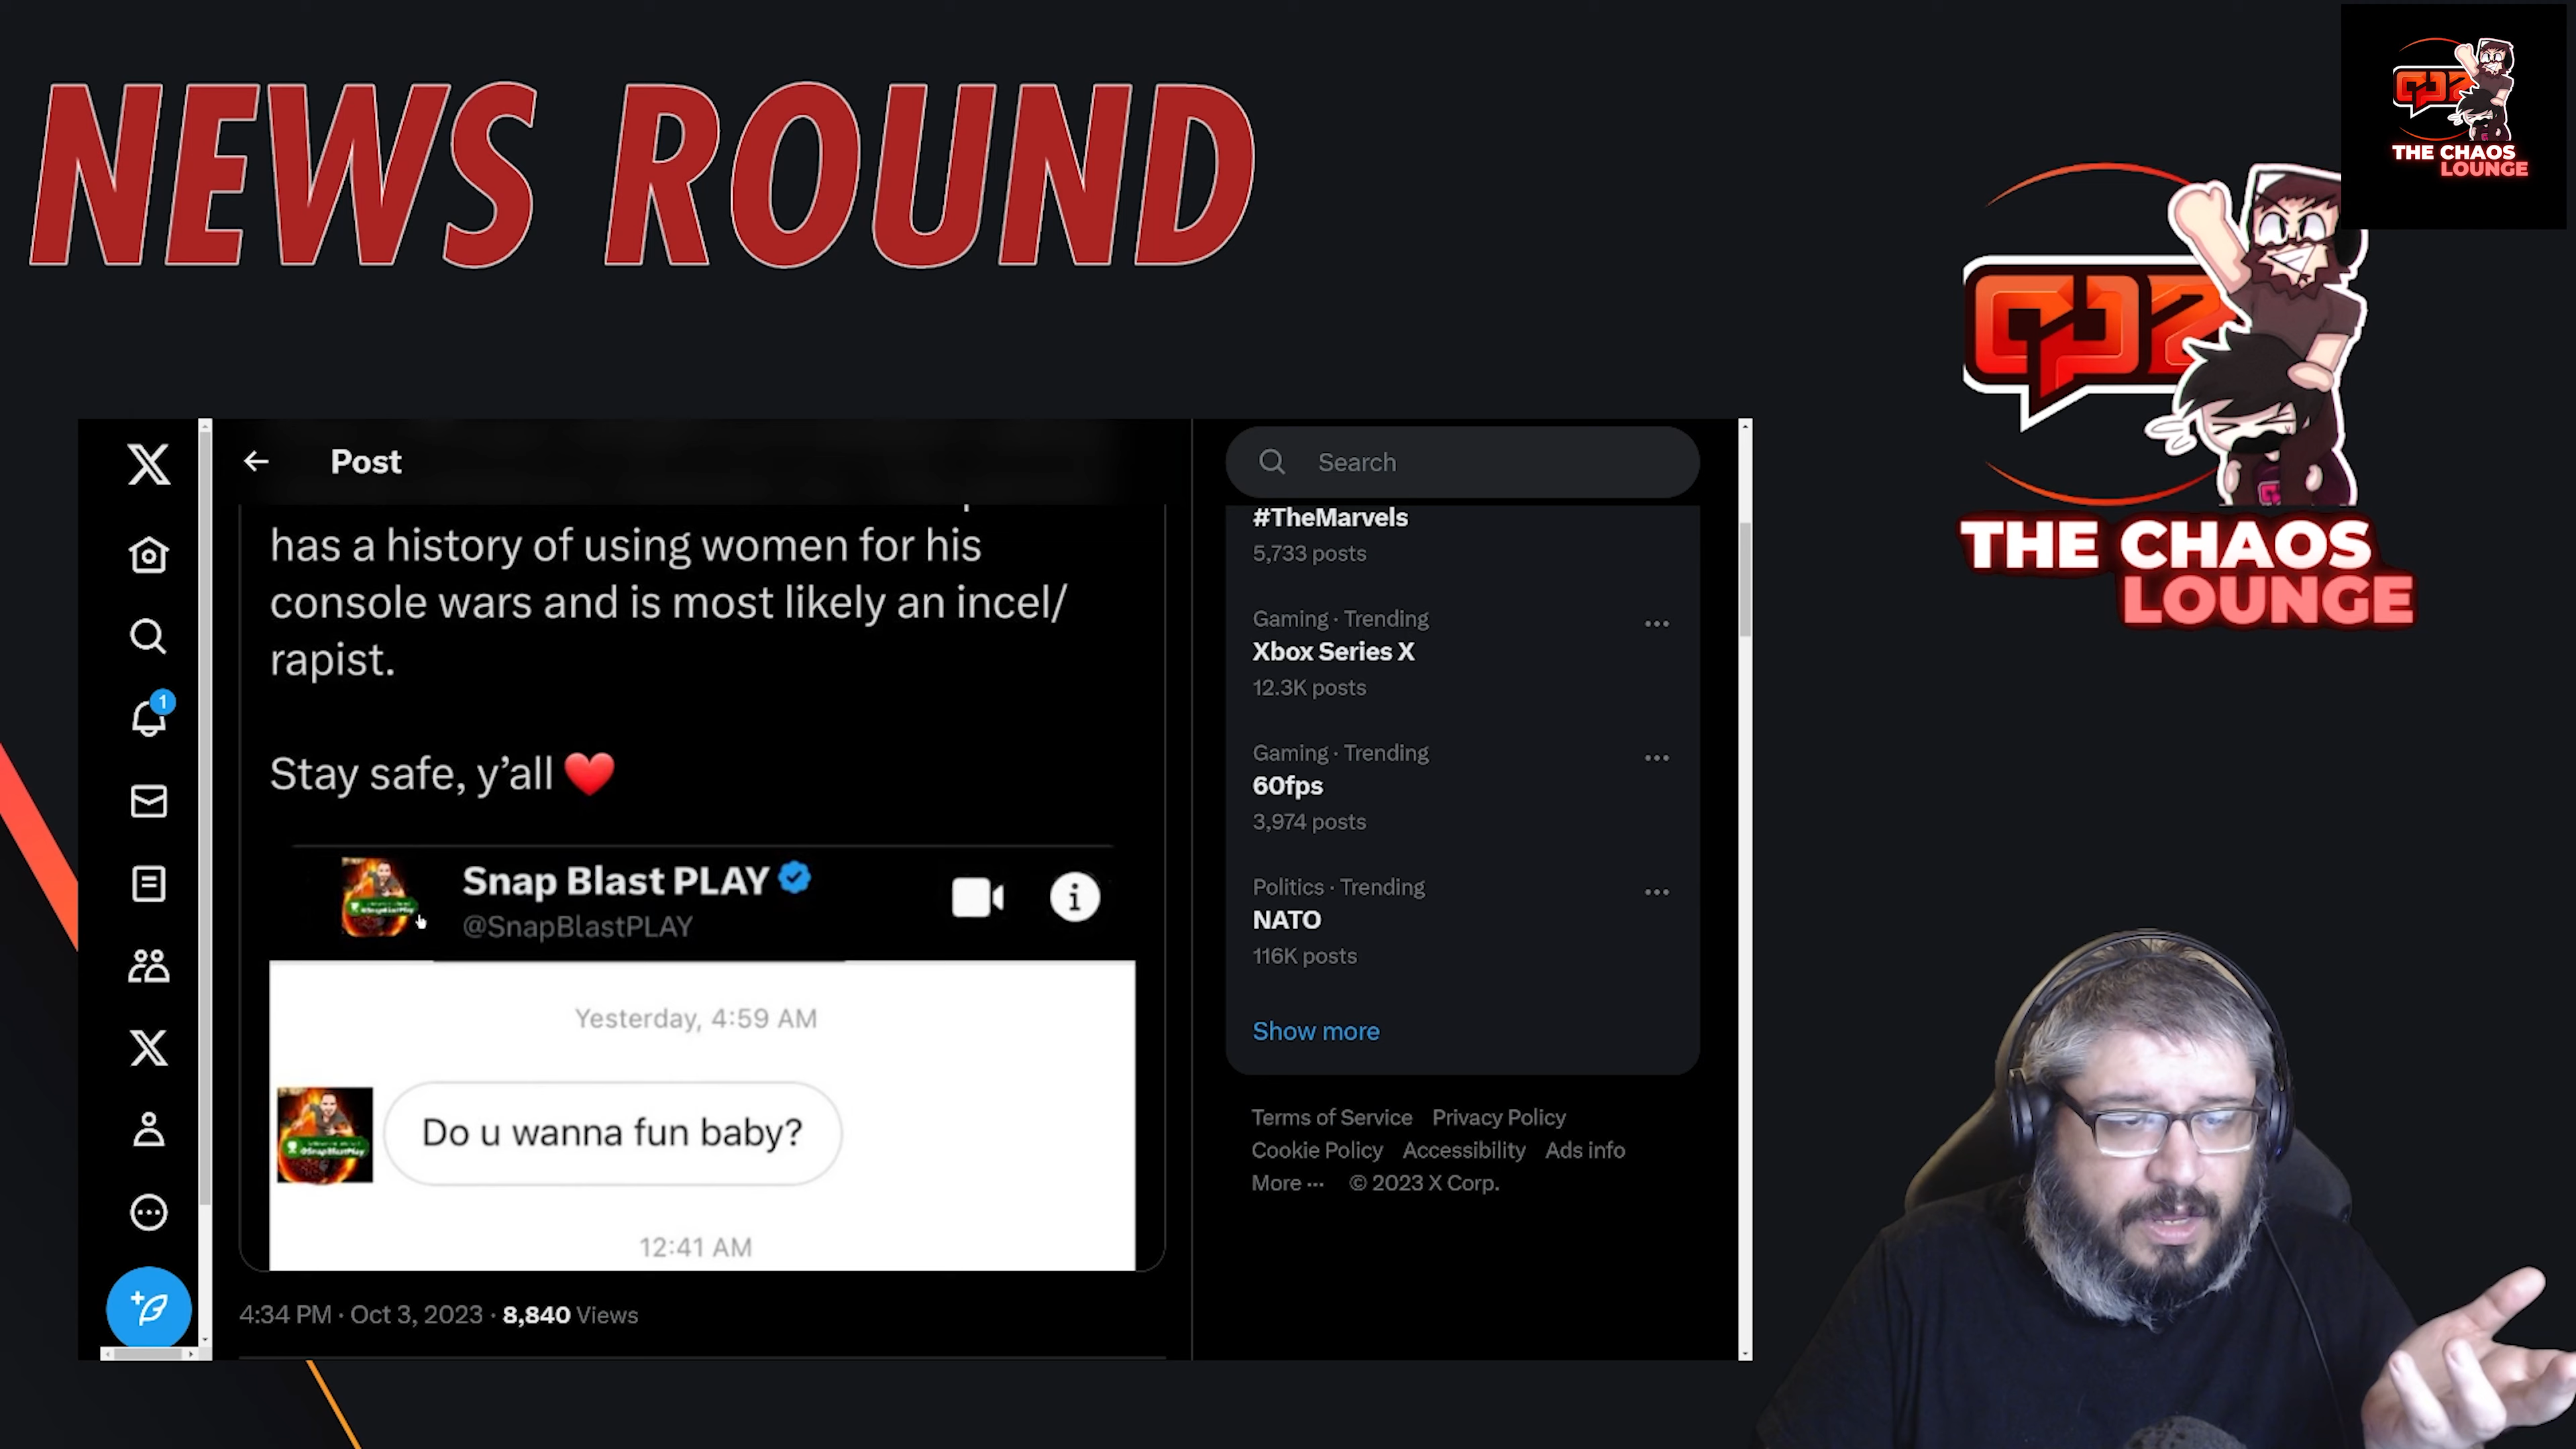 NEWS ROUND
THE CHAOS
LOUNGE
THE CHAOS
LOUNGE
Post
has a history of using women for his
console wars and is most likely an incel/
rapist.
Stay safe, y’all ❤️
Snap Blast PLAY
@SnapBlastPLAY
Yesterday, 4:59 AM
Do u wanna fun baby?
12:41 AM
4:34 PM · Oct 3, 2023 · 8,840 Views
1
Search
#TheMarvels
5,733 posts
Gaming · Trending
Xbox Series X
12.3K posts
Gaming · Trending
60fps
3,974 posts
Politics · Trending
NATO
116K posts
Show more
Terms of Service Privacy Policy
Cookie Policy Accessibility Ads info
More ··· © 2023 X Corp.